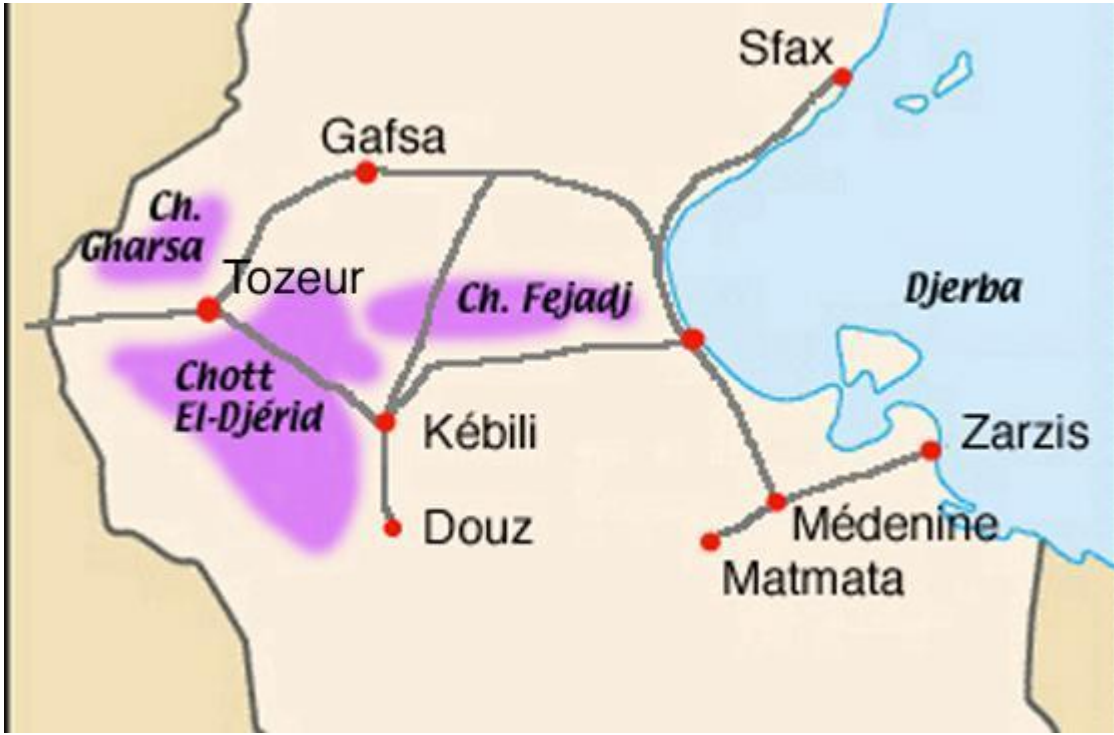 Sfax
Gafsa
Ch.
Gharsa
Tozeur
Ch. Fejadj
Djerba
Chott
El-Djérid
Kébili
Zarzis
Douz
Médenine
Matmata